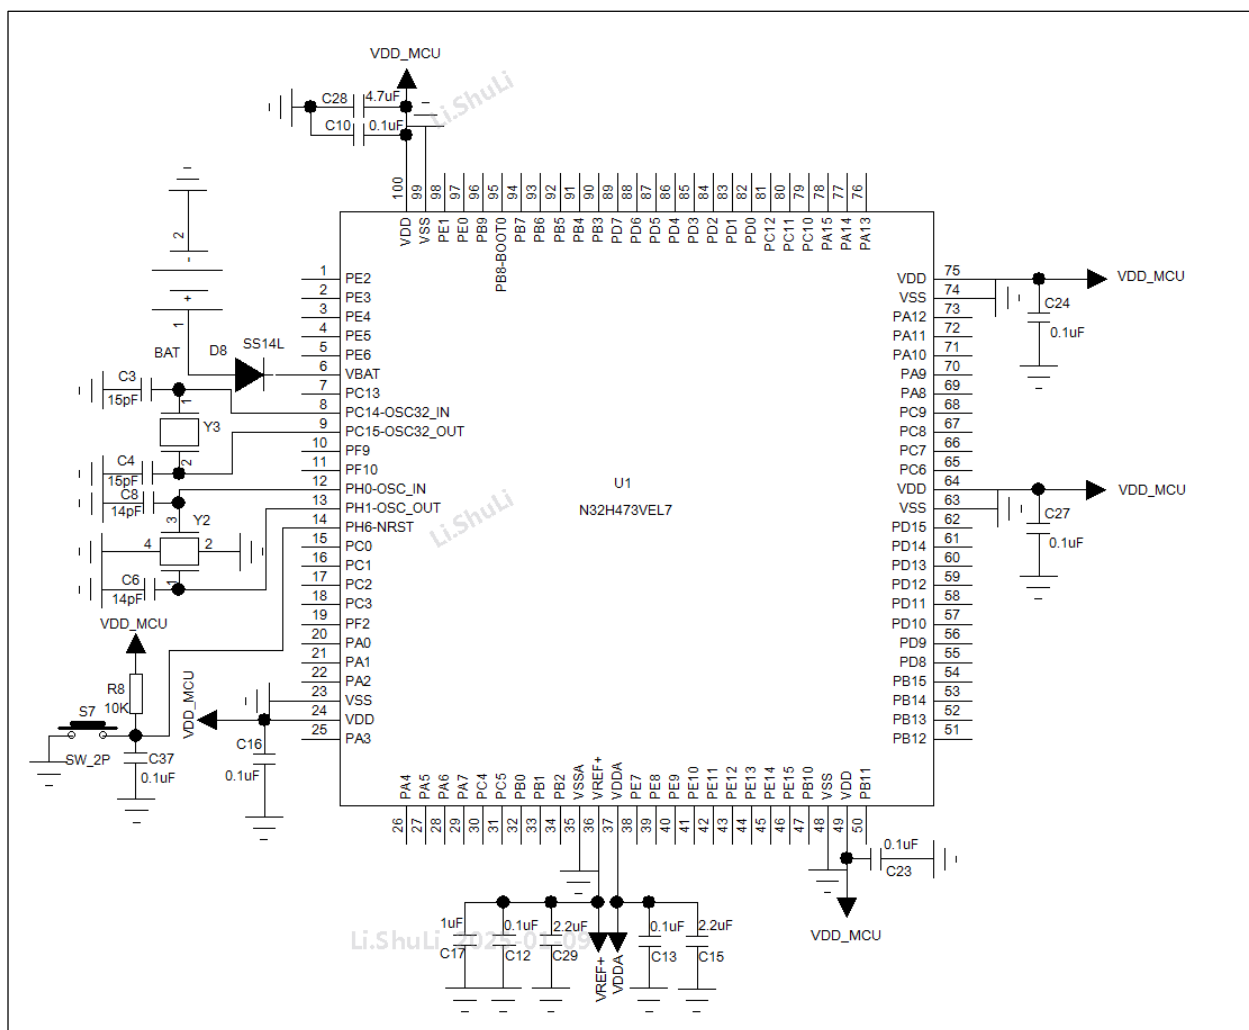 VDD_MCU
C28 4.7uF
C10 0.1uF
Li.ShuLi
100 99 98 97 96 95 94 93 92 91 90 89 88 87 86 85 84 83 82 81 80 79 78 77 76
VDD VSS PE1 PE0 PB9 PB8-BOOT0 PB7 PB6 PB5 PB4 PB3 PD7 PD6 PD5 PD4 PD3 PD2 PD1 PD0 PC12 PC11 PC10 PA15 PA14 PA13
2
-
+
1
BAT
D8 SS14L
C3
15pF
1
Y3
2
C4
15pF
C8
14pF
3
Y2
4 2
1
C6
14pF
VDD_MCU
R8
10K
S7
SW_2P
C37
0.1uF
VDD_MCU
C16
0.1uF
1 PE2
2 PE3
3 PE4
4 PE5
5 PE6
6 VBAT
7 PC13
8 PC14-OSC32_IN
9 PC15-OSC32_OUT
10 PF9
11 PF10
12 PH0-OSC_IN
13 PH1-OSC_OUT
14 PH6-NRST
15 PC0
16 PC1
17 PC2
18 PC3
19 PF2
20 PA0
21 PA1
22 PA2
23 VSS
24 VDD
25 PA3
U1
N32H473VEL7
Li.ShuLi
VDD 75
VSS 74
PA12 73
PA11 72
PA10 71
PA9 70
PA8 69
PC9 68
PC8 67
PC7 66
PC6 65
VDD 64
VSS 63
PD15 62
PD14 61
PD13 60
PD12 59
PD11 58
PD10 57
PD9 56
PD8 55
PB15 54
PB14 53
PB13 52
PB12 51
VDD_MCU
C24
0.1uF
VDD_MCU
C27
0.1uF
PA4 PA5 PA6 PA7 PC4 PC5 PB0 PB1 PB2 VSSA VREF+ VDDA PE7 PE8 PE9 PE10 PE11 PE12 PE13 PE14 PE15 PB10 VSS VDD PB11
26 27 28 29 30 31 32 33 34 35 36 37 38 39 40 41 42 43 44 45 46 47 48 49 50
0.1uF
C23
VDD_MCU
1uF 0.1uF 2.2uF 0.1uF 2.2uF
Li.ShuLi 2025-01-09
C17 C12 C29 C13 C15
VREF+ VDDA